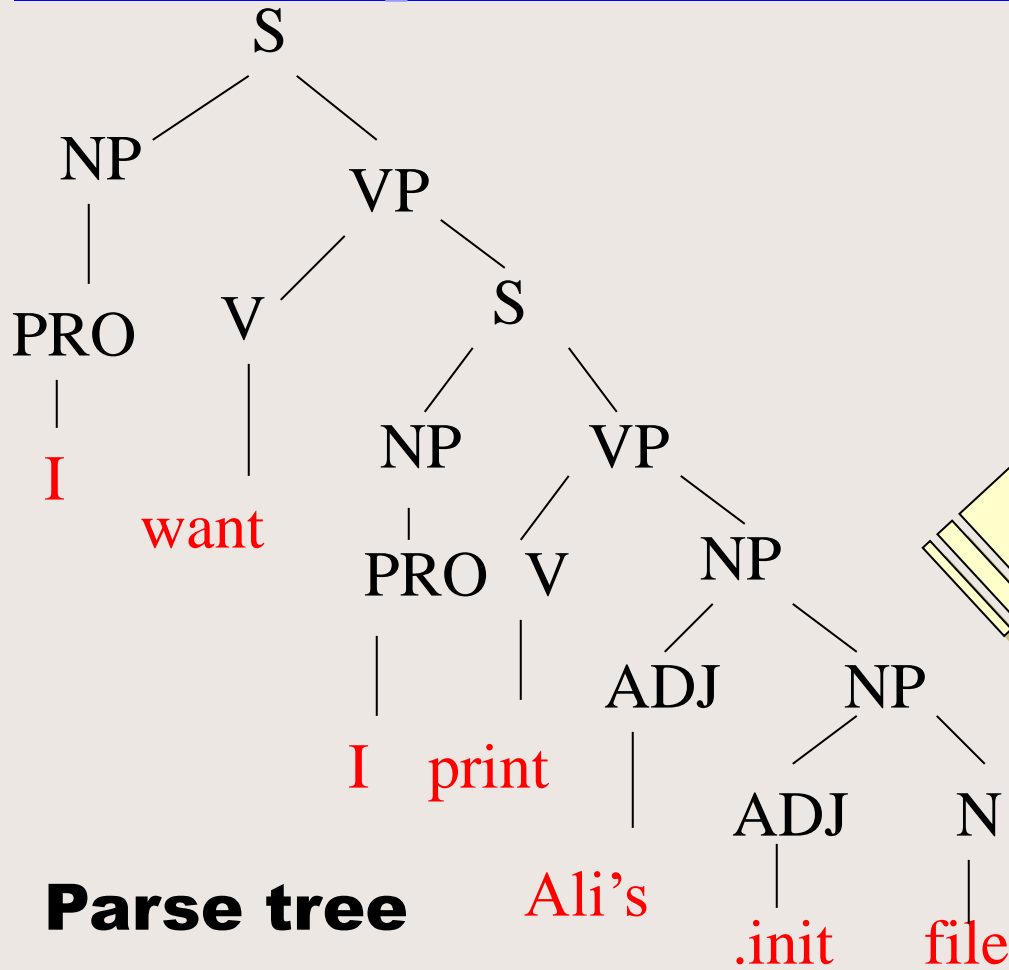 S
NP
VP
V
S
PRO
NP
VP
I
want
NP
PRO
V
ADJ
NP
I
print
ADJ
N
Ali’s
Parse tree
.init
file